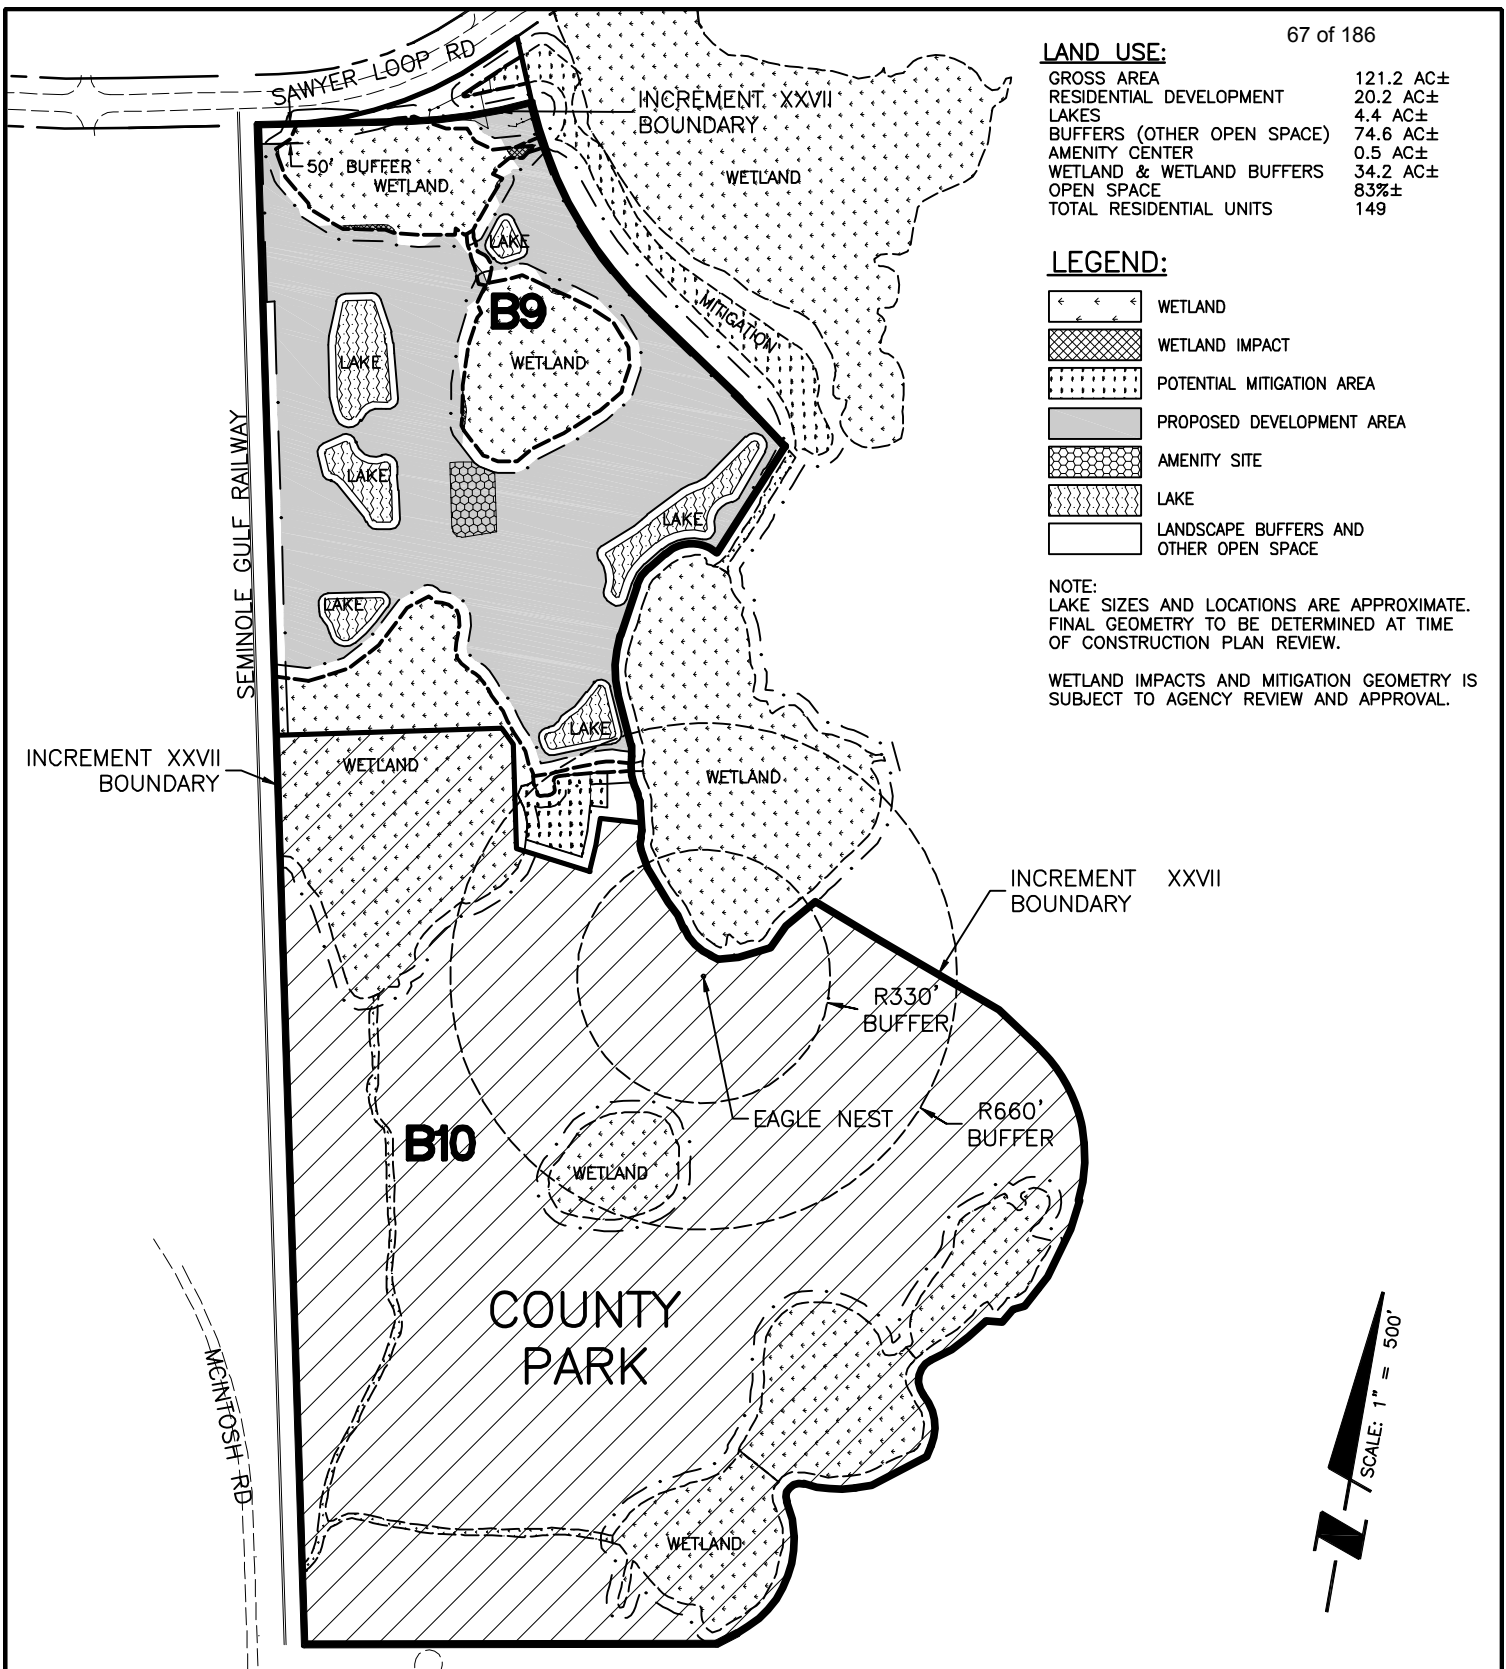 67 of 186
LAND USE:
GROSS AREA 121.2 AC±
RESIDENTIAL DEVELOPMENT 20.2 AC±
LAKES 4.4 AC±
BUFFERS (OTHER OPEN SPACE) 74.6 AC±
AMENITY CENTER 0.5 AC±
WETLAND & WETLAND BUFFERS 34.2 AC±
OPEN SPACE 83%±
TOTAL RESIDENTIAL UNITS 149
LEGEND:
WETLAND
WETLAND IMPACT
POTENTIAL MITIGATION AREA
PROPOSED DEVELOPMENT AREA
AMENITY SITE
LAKE
LANDSCAPE BUFFERS AND
OTHER OPEN SPACE
NOTE:
LAKE SIZES AND LOCATIONS ARE APPROXIMATE.
FINAL GEOMETRY TO BE DETERMINED AT TIME
OF CONSTRUCTION PLAN REVIEW.
WETLAND IMPACTS AND MITIGATION GEOMETRY IS
SUBJECT TO AGENCY REVIEW AND APPROVAL.
SAWYER LOOP RD
INCREMENT XXVII
BOUNDARY
50' BUFFER
WETLAND
WETLAND
LAKE
B9
MITIGATION
LAKE
WETLAND
SEMINOLE GULF RAILWAY
LAKE
LAKE
LAKE
LAKE
WETLAND
WETLAND
INCREMENT XXVII
BOUNDARY
INCREMENT XXVII
BOUNDARY
R330'
BUFFER
EAGLE NEST
R660'
BUFFER
B10
WETLAND
COUNTY
PARK
MCINTOSH RD
WETLAND
SCALE: 1" = 500'
N